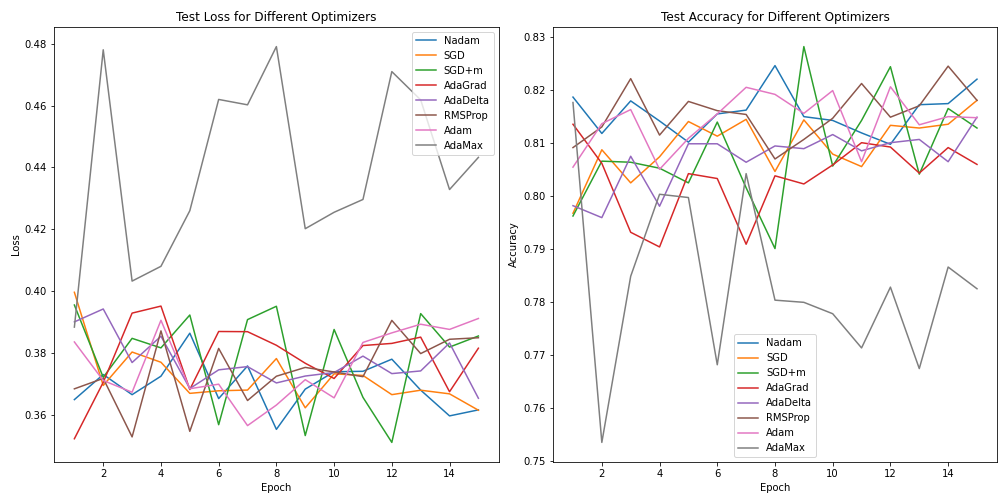 Test Loss for Different Optimizers
Loss
0.48
0.46
0.44
0.42
0.40
0.38
0.36
Nadam
SGD
SGD+m
AdaGrad
AdaDelta
RMSProp
Adam
AdaMax
2 4 6 8 10 12 14
Epoch
Test Accuracy for Different Optimizers
Accuracy
0.83
0.82
0.81
0.80
0.79
0.78
0.77
0.76
0.75
Nadam
SGD
SGD+m
AdaGrad
AdaDelta
RMSProp
Adam
AdaMax
2 4 6 8 10 12 14
Epoch